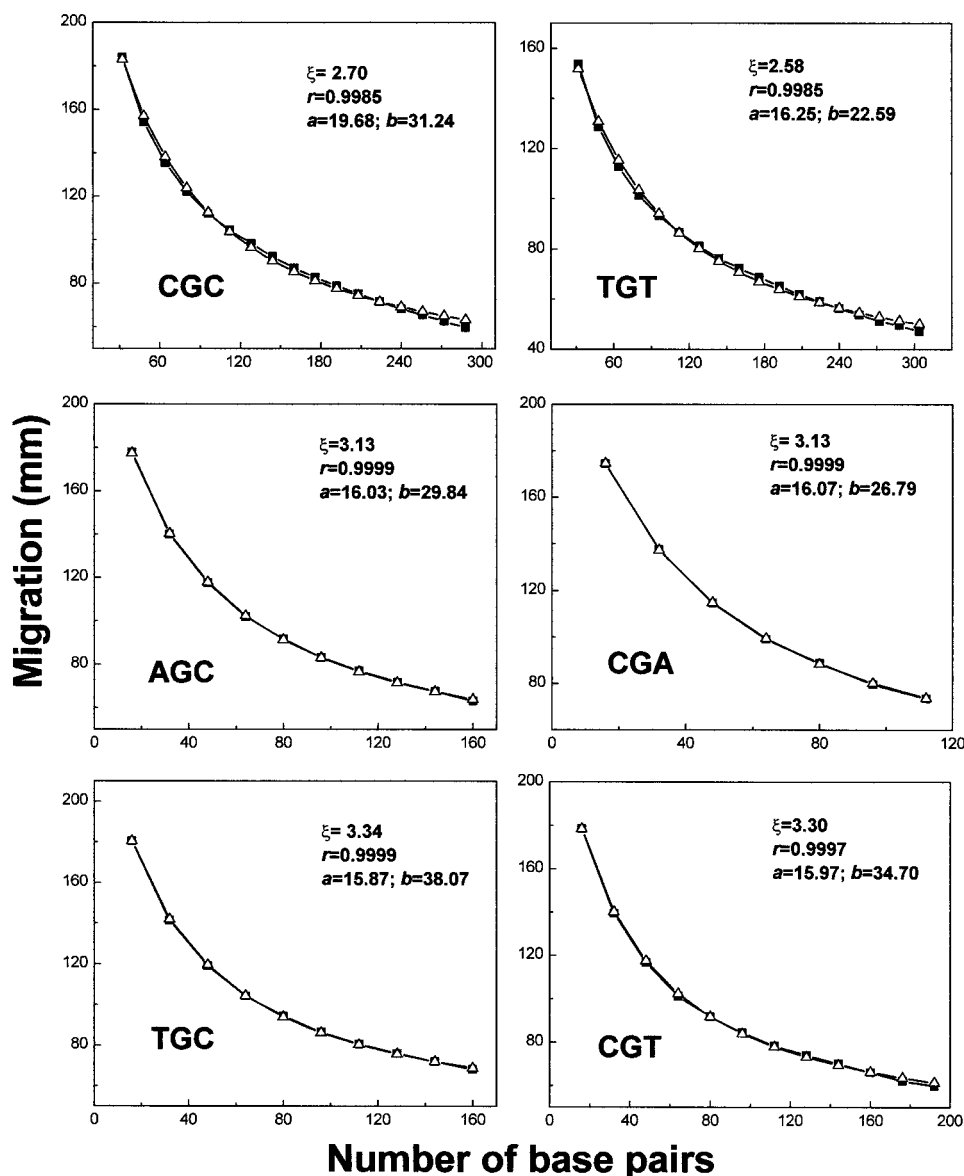 Migration (mm)
200
160
120
80
60
120
180
240
300
ξ= 2.70
r=0.9985
a=19.68; b=31.24
CGC
160
120
80
40
60
120
180
240
300
ξ=2.58
r=0.9985
a=16.25; b=22.59
TGT
200
160
120
80
0
40
80
120
160
ξ=3.13
r=0.9999
a=16.03; b=29.84
AGC
200
160
120
80
0
40
80
120
ξ= 3.13
r=0.9999
a=16.07; b=26.79
CGA
200
160
120
80
0
40
80
120
160
ξ= 3.34
r=0.9999
a=15.87; b=38.07
TGC
200
160
120
80
0
40
80
120
160
200
ξ=3.30
r=0.9997
a=15.97; b=34.70
CGT
Number of base pairs